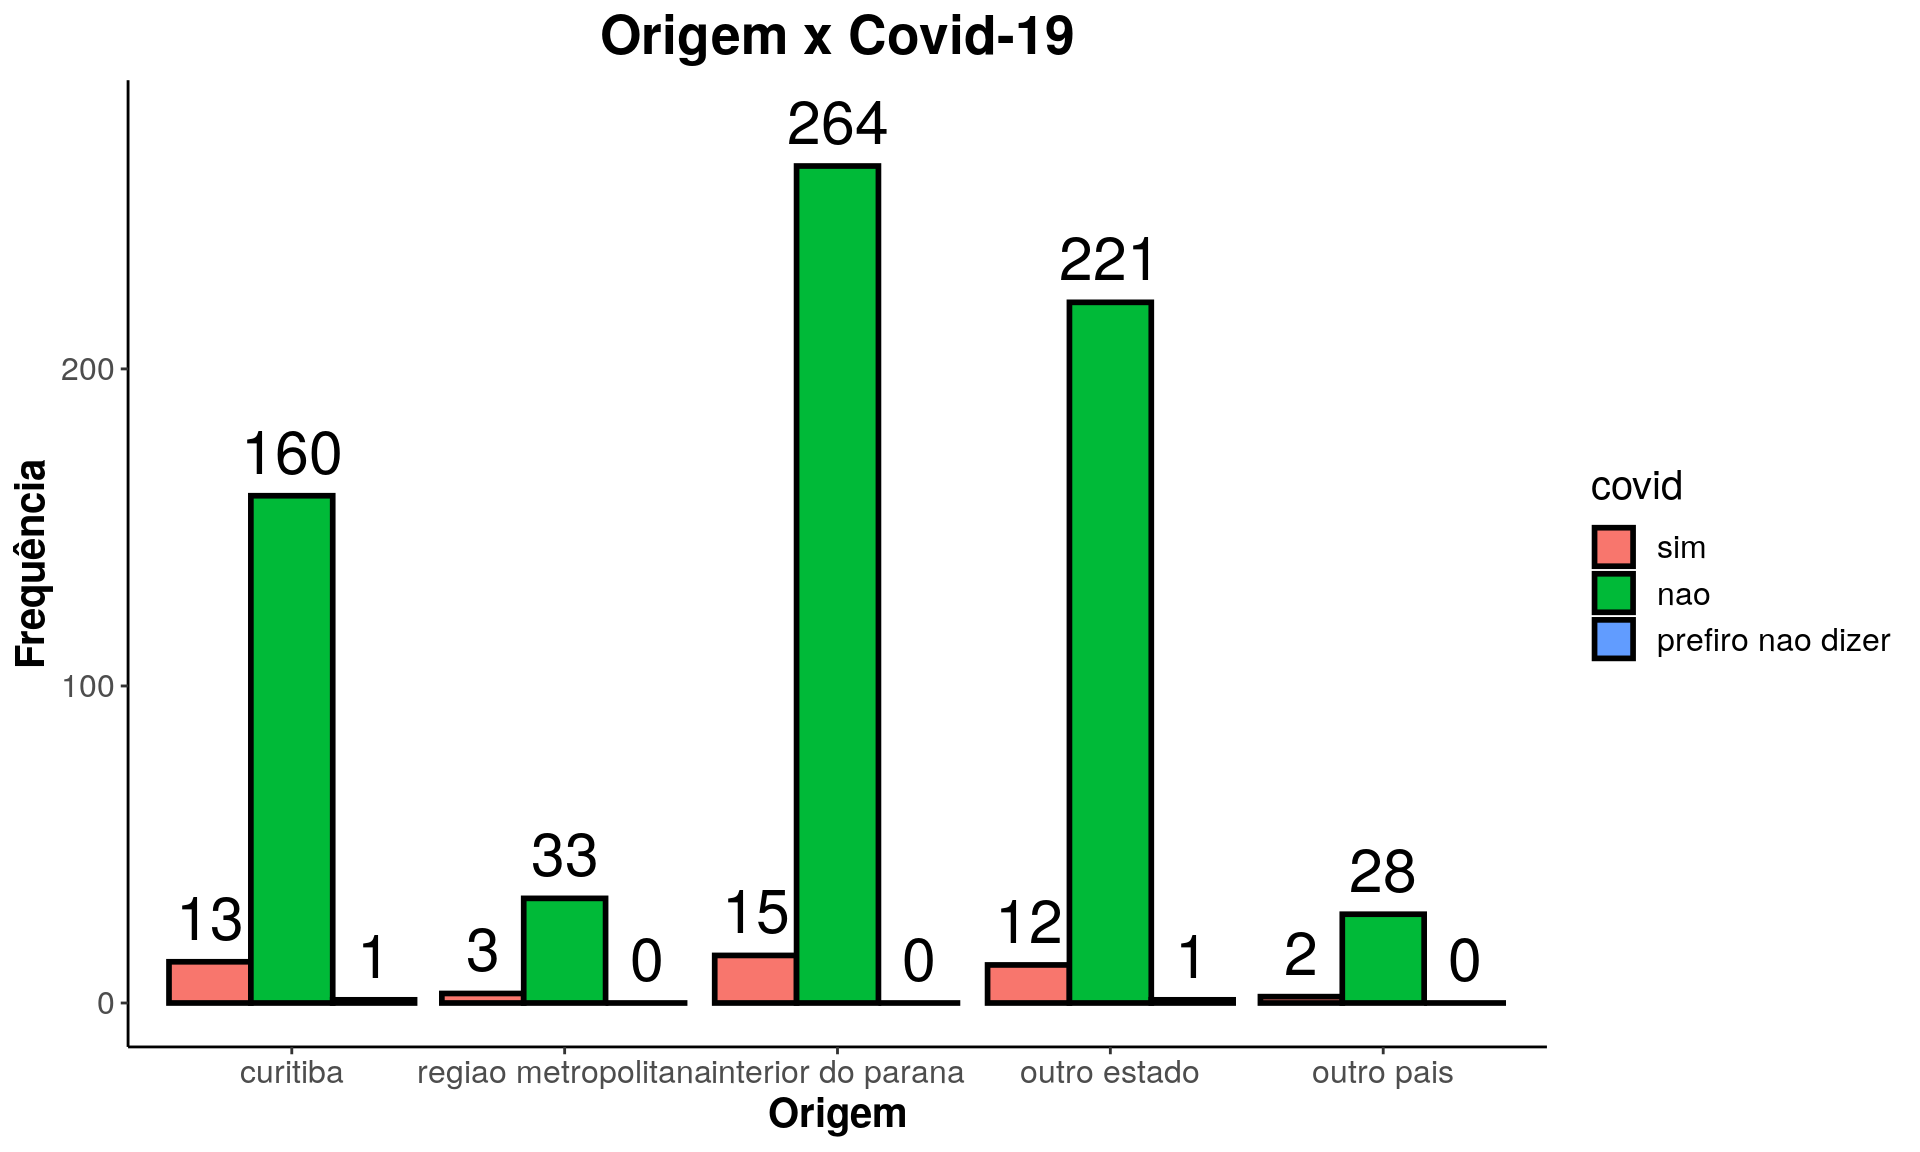 Origem x Covid-19
Frequência
200
100
0
13
160
1
3
33
0
15
264
0
12
221
1
2
28
0
curitiba
regiao metropolitana
interior do parana
outro estado
outro pais
Origem
covid
sim
nao
prefiro nao dizer